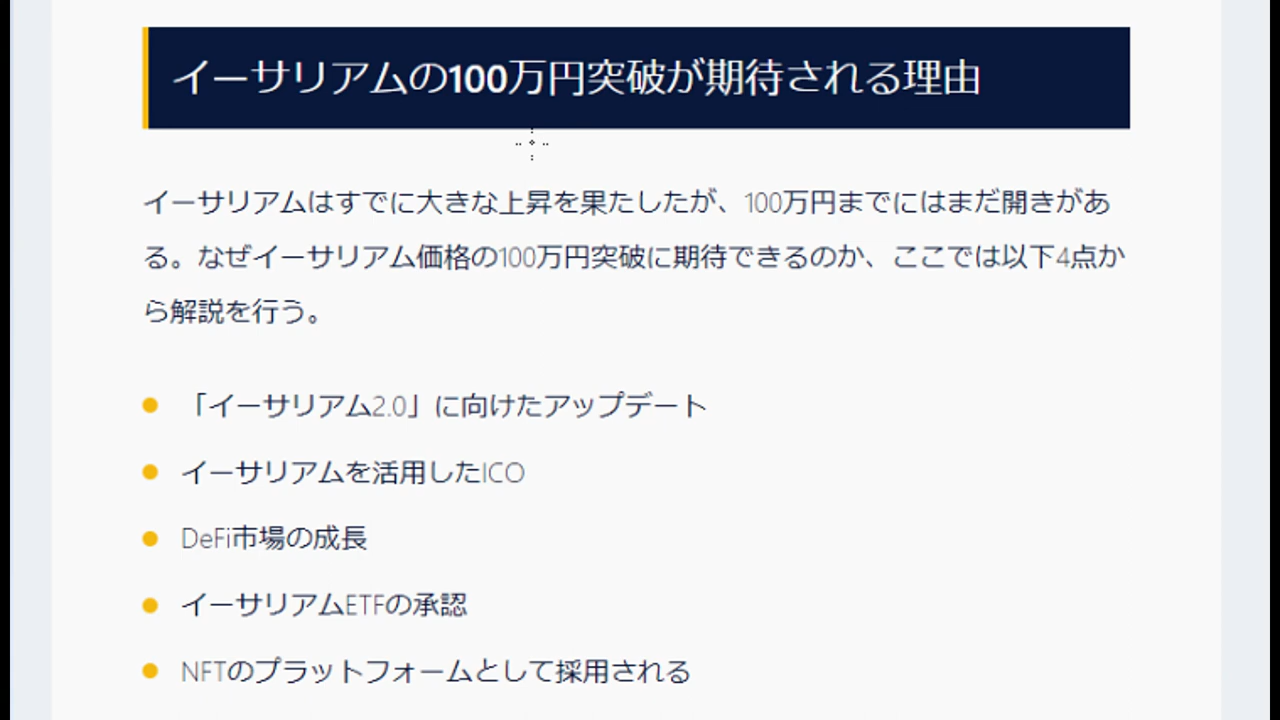 イーサリアムの100万円突破が期待される理由
イーサリアムはすでに大きな上昇を果たしたが、100万円までにはまだ開きがあ
る。なぜイーサリアム価格の100万円突破に期待できるのか、ここでは以下4点か
ら解説を行う。
「イーサリアム2.0」に向けたアップデート
イーサリアムを活用したICO
DeFi市場の成長
イーサリアムETFの承認
NFTのプラットフォームとして採用される